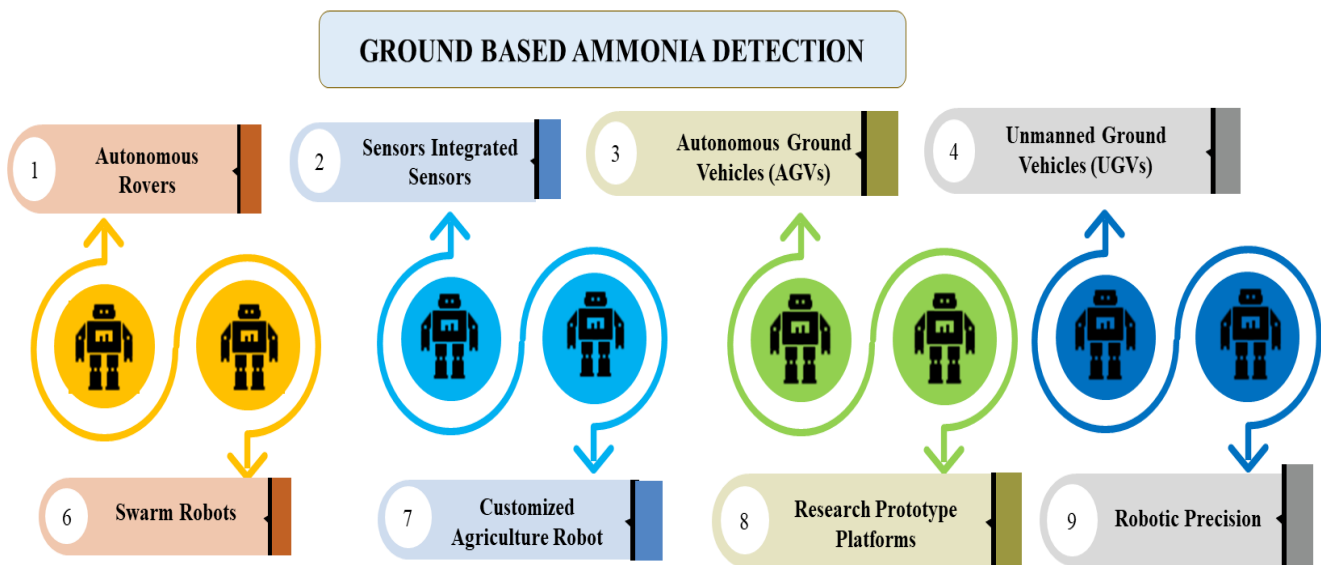 GROUND BASED AMMONIA DETECTION
1
Autonomous
Rovers
2
Sensors Integrated
Sensors
3
Autonomous Ground
Vehicles (AGVs)
4
Unmanned Ground
Vehicles (UGVs)
6
Swarm Robots
7
Customized
Agriculture Robot
8
Research Prototype
Platforms
9
Robotic Precision